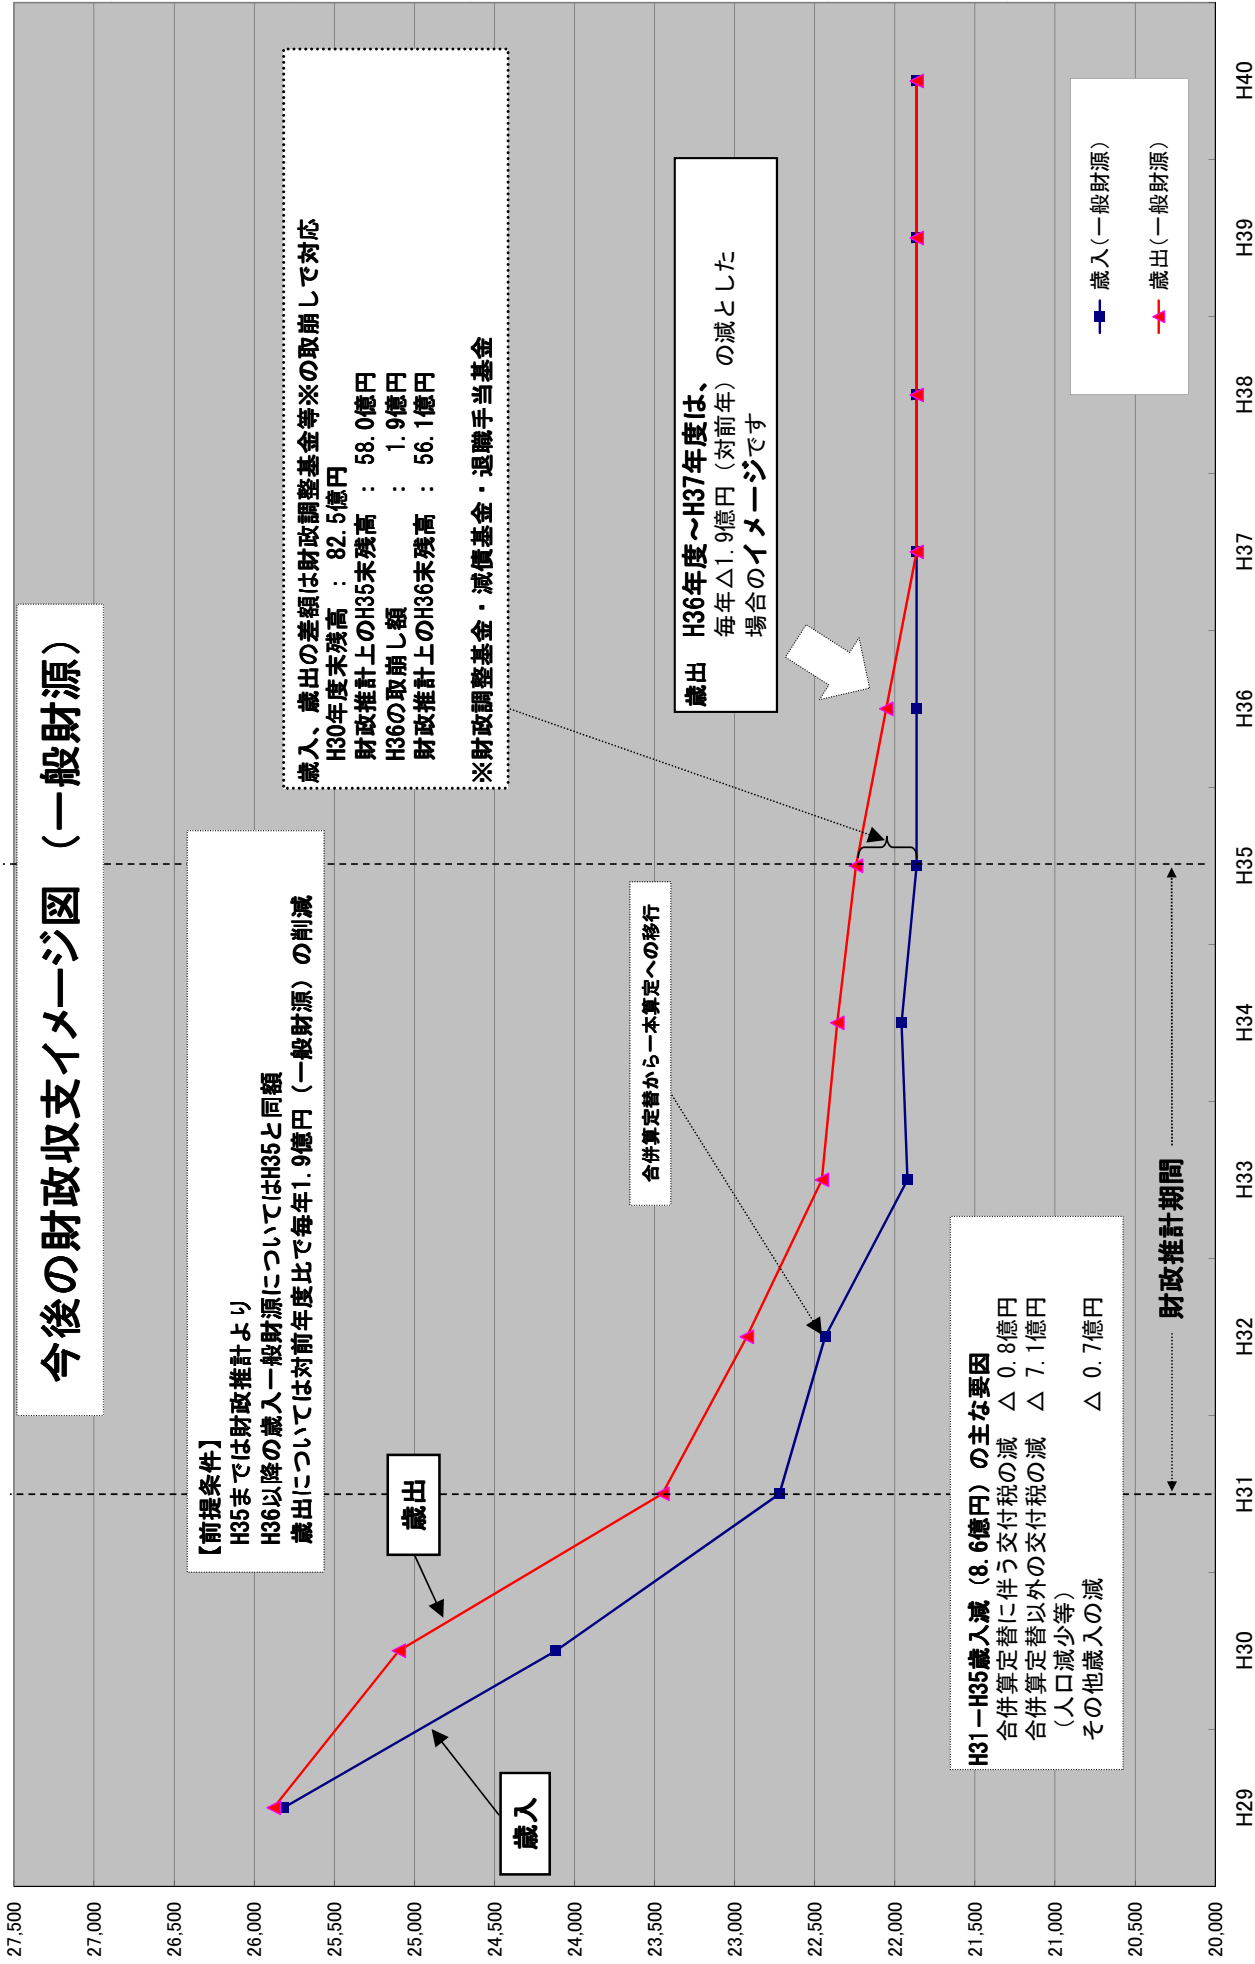 今後の財政収支イメージ図　（一般財源）
【前提条件】
H35までは財政推計より
H36以降の歳入一般財源についてはH35と同額
歳出については対前年度比で毎年1.9億円（一般財源）の削減
歳入、歳出の差額は財政調整基金等※の取崩しで対応
H30年度末残高　：　82.5億円
財政推計上のH35末残高　：　58.0億円
H36の取崩し額　　　　　：　1.9億円
財政推計上のH36末残高　：　56.1億円
※財政調整基金・減債基金・退職手当基金
歳出
歳入
合併算定替から一本算定への移行
歳出　H36年度～H37年度は、
毎年△1.9億円（対前年）の減とした
場合のイメージです
H31ーH35歳入減（8.6億円）の主な要因
合併算定替に伴う交付税の減　△ 0.8億円
合併算定替以外の交付税の減　△ 7.1億円
（人口減少等）
その他歳入の減　　　　　　　△ 0.7億円
財政推計期間
歳入（一般財源）
歳出（一般財源）
27,500
27,000
26,500
26,000
25,500
25,000
24,500
24,000
23,500
23,000
22,500
22,000
21,500
21,000
20,500
20,000
H29
H30
H31
H32
H33
H34
H35
H36
H37
H38
H39
H40